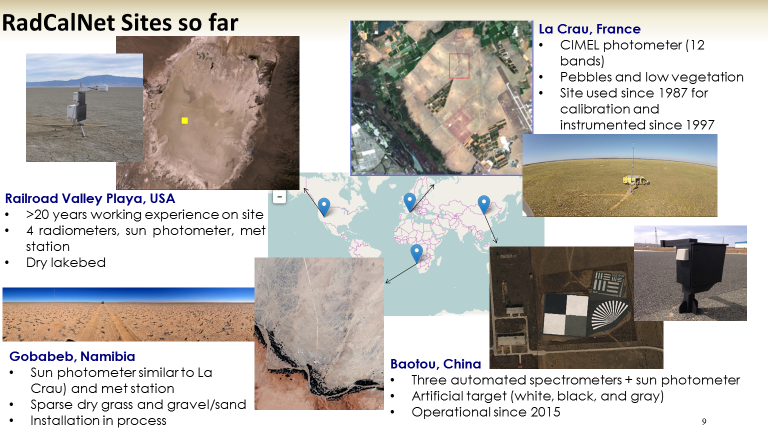 RadCalNet Sites so far
La Crau, France
• CIMEL photometer (12
bands)
• Pebbles and low vegetation
• Site used since 1987 for
calibration and
instrumented since 1997
Railroad Valley Playa, USA
• >20 years working experience on site
• 4 radiometers, sun photometer, met
station
• Dry lakebed
Gobabeb, Namibia
• Sun photometer similar to La
Crau) and met station
• Sparse dry grass and gravel/sand
• Installation in process
Baotou, China
• Three automated spectrometers + sun photometer
• Artificial target (white, black, and gray)
• Operational since 2015
9